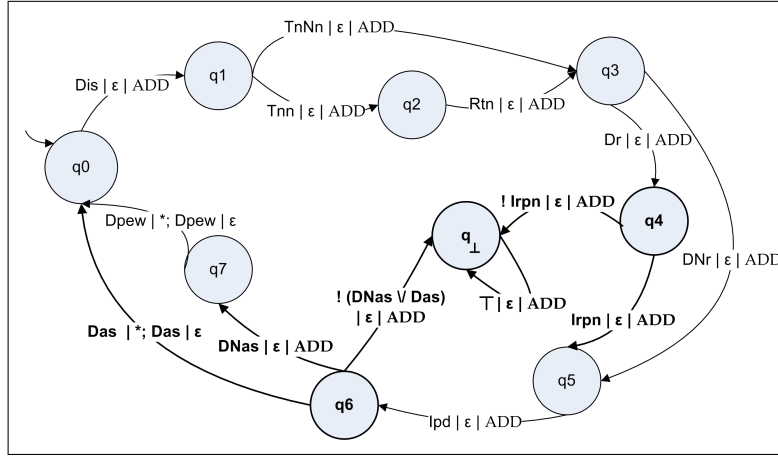 TnNn | ε | ADD
q1
q3
Dis | ε | ADD
q2
Tnn | ε | ADD
Rtn | ε | ADD
Dr | ε | ADD
q0
! Irpn | ε | ADD
q4
Dpew | *; Dpew | ε
q⊥
DNr | ε | ADD
q7
! (DNas \/ Das)
| ε | ADD
⊤ | ε | ADD
Irpn | ε | ADD
Das | *; Das | ε
DNas | ε | ADD
q5
q6
Ipd | ε | ADD